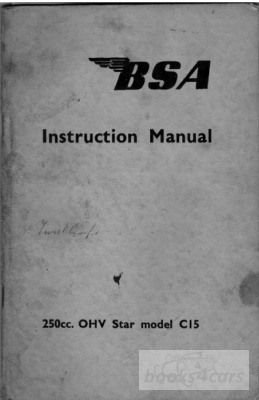 BSA
Instruction Manual
250cc. OHV Star model C15
books4cars